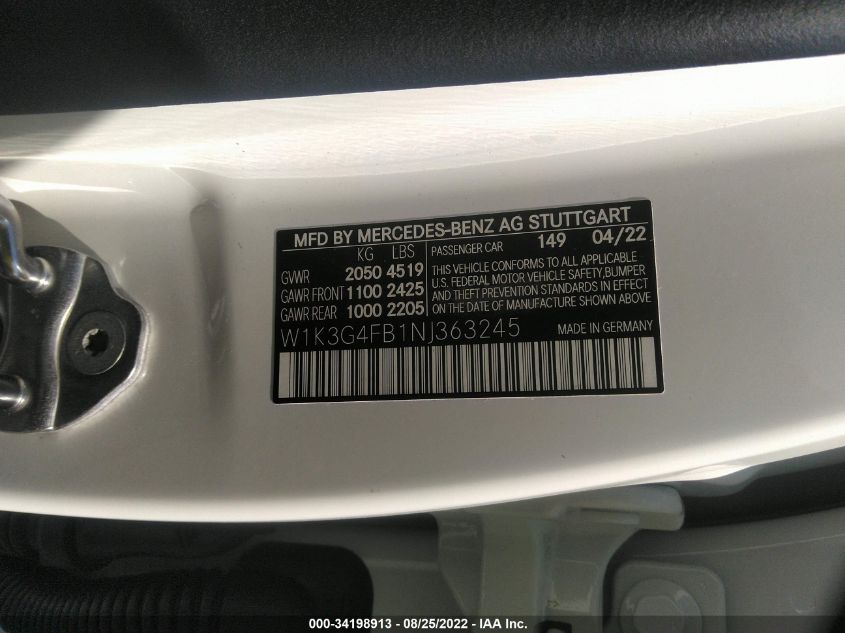 MFD BY MERCEDES-BENZ AG STUTTGART
KG LBS
GVWR 2050 4519
GAWR FRONT 1100 2425
GAWR REAR 1000 2205
PASSENGER CAR 149 04/22
THIS VEHICLE CONFORMS TO ALL APPLICABLE
U.S. FEDERAL MOTOR VEHICLE SAFETY,BUMPER
AND THEFT PREVENTION STANDARDS IN EFFECT
ON THE DATE OF MANUFACTURE SHOWN ABOVE
W1K3G4FB1NJ363245 MADE IN GERMANY
000-34198913 - 08/25/2022 - IAA Inc.